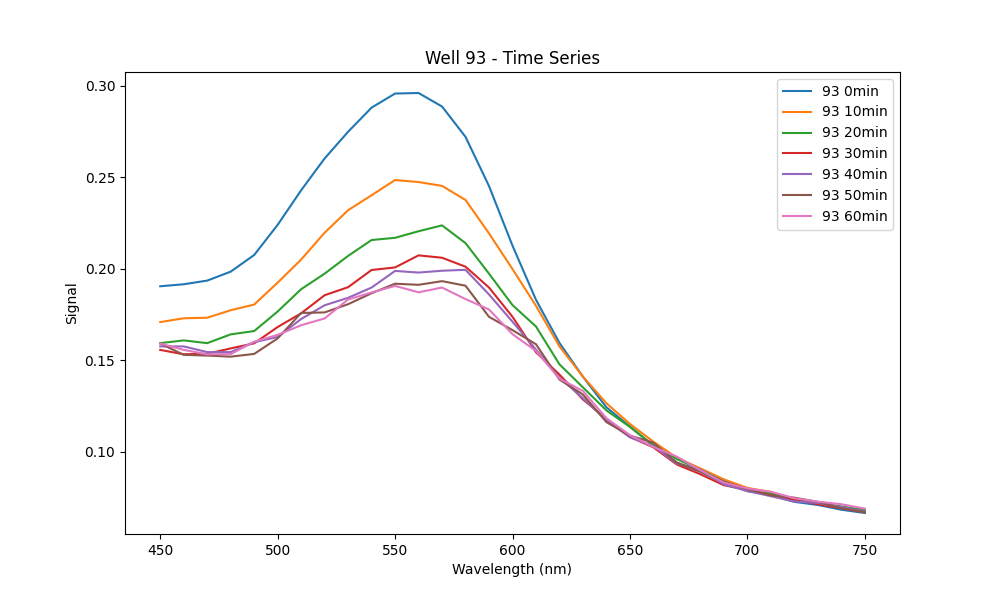 Well 93 - Time Series
Signal
0.30
0.25
0.20
0.15
0.10
93 0min
93 10min
93 20min
93 30min
93 40min
93 50min
93 60min
450 500 550 600 650 700 750
Wavelength (nm)